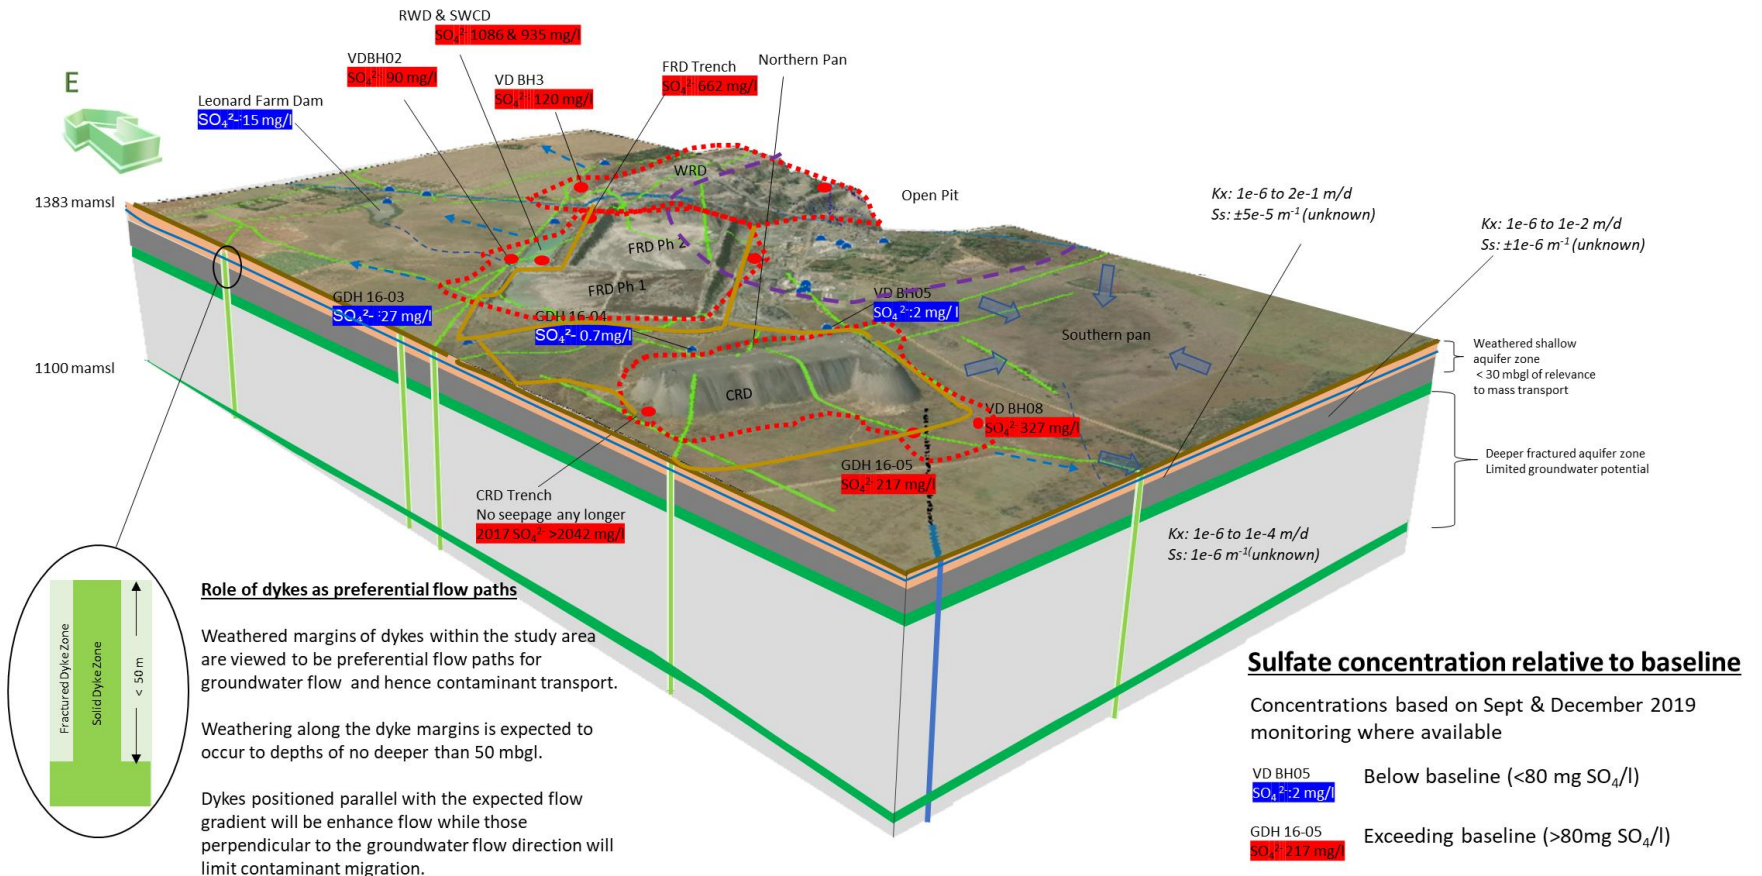 RWD & SWCD
SO₄²⁻ 1086 & 935 mg/l
VDBH02
SO₄²⁻ 90 mg/l
VD BH3
SO₄²⁻ 120 mg/l
FRD Trench
SO₄²⁻ 662 mg/l
Northern Pan
E
Leonard Farm Dam
SO₄²⁻:15 mg/l
WRD
Open Pit
1383 mamsl
Kx: 1e-6 to 2e-1 m/d
Ss: ±5e-5 m⁻¹ (unknown)
Kx: 1e-6 to 1e-2 m/d
Ss: ±1e-6 m⁻¹ (unknown)
FRD Ph 2
FRD Ph 1
GDH 16-03
SO₄²⁻ :27 mg/l
GDH 16-04
SO₄²⁻ 0.7mg/l
VD BH05
SO₄²⁻:2 mg/ l
Southern pan
1100 mamsl
Weathered shallow
aquifer zone
< 30 mbgl of relevance
to mass transport
CRD
VD BH08
SO₄²⁻ 327 mg/l
Deeper fractured aquifer zone
Limited groundwater potential
GDH 16-05
SO₄²⁻ 217 mg/l
CRD Trench
No seepage any longer
2017 SO₄²⁻ >2042 mg/l
Kx: 1e-6 to 1e-4 m/d
Ss: 1e-6 m⁻¹(unknown)
Fractured Dyke Zone
Solid Dyke Zone
< 50 m
Role of dykes as preferential flow paths
Weathered margins of dykes within the study area
are viewed to be preferential flow paths for
groundwater flow and hence contaminant transport.
Weathering along the dyke margins is expected to
occur to depths of no deeper than 50 mbgl.
Dykes positioned parallel with the expected flow
gradient will be enhance flow while those
perpendicular to the groundwater flow direction will
limit contaminant migration.
Sulfate concentration relative to baseline
Concentrations based on Sept & December 2019
monitoring where available
VD BH05
SO₄²⁻:2 mg/l
Below baseline (<80 mg SO₄/l)
GDH 16-05
SO₄²⁻ 217 mg/l
Exceeding baseline (>80mg SO₄/l)